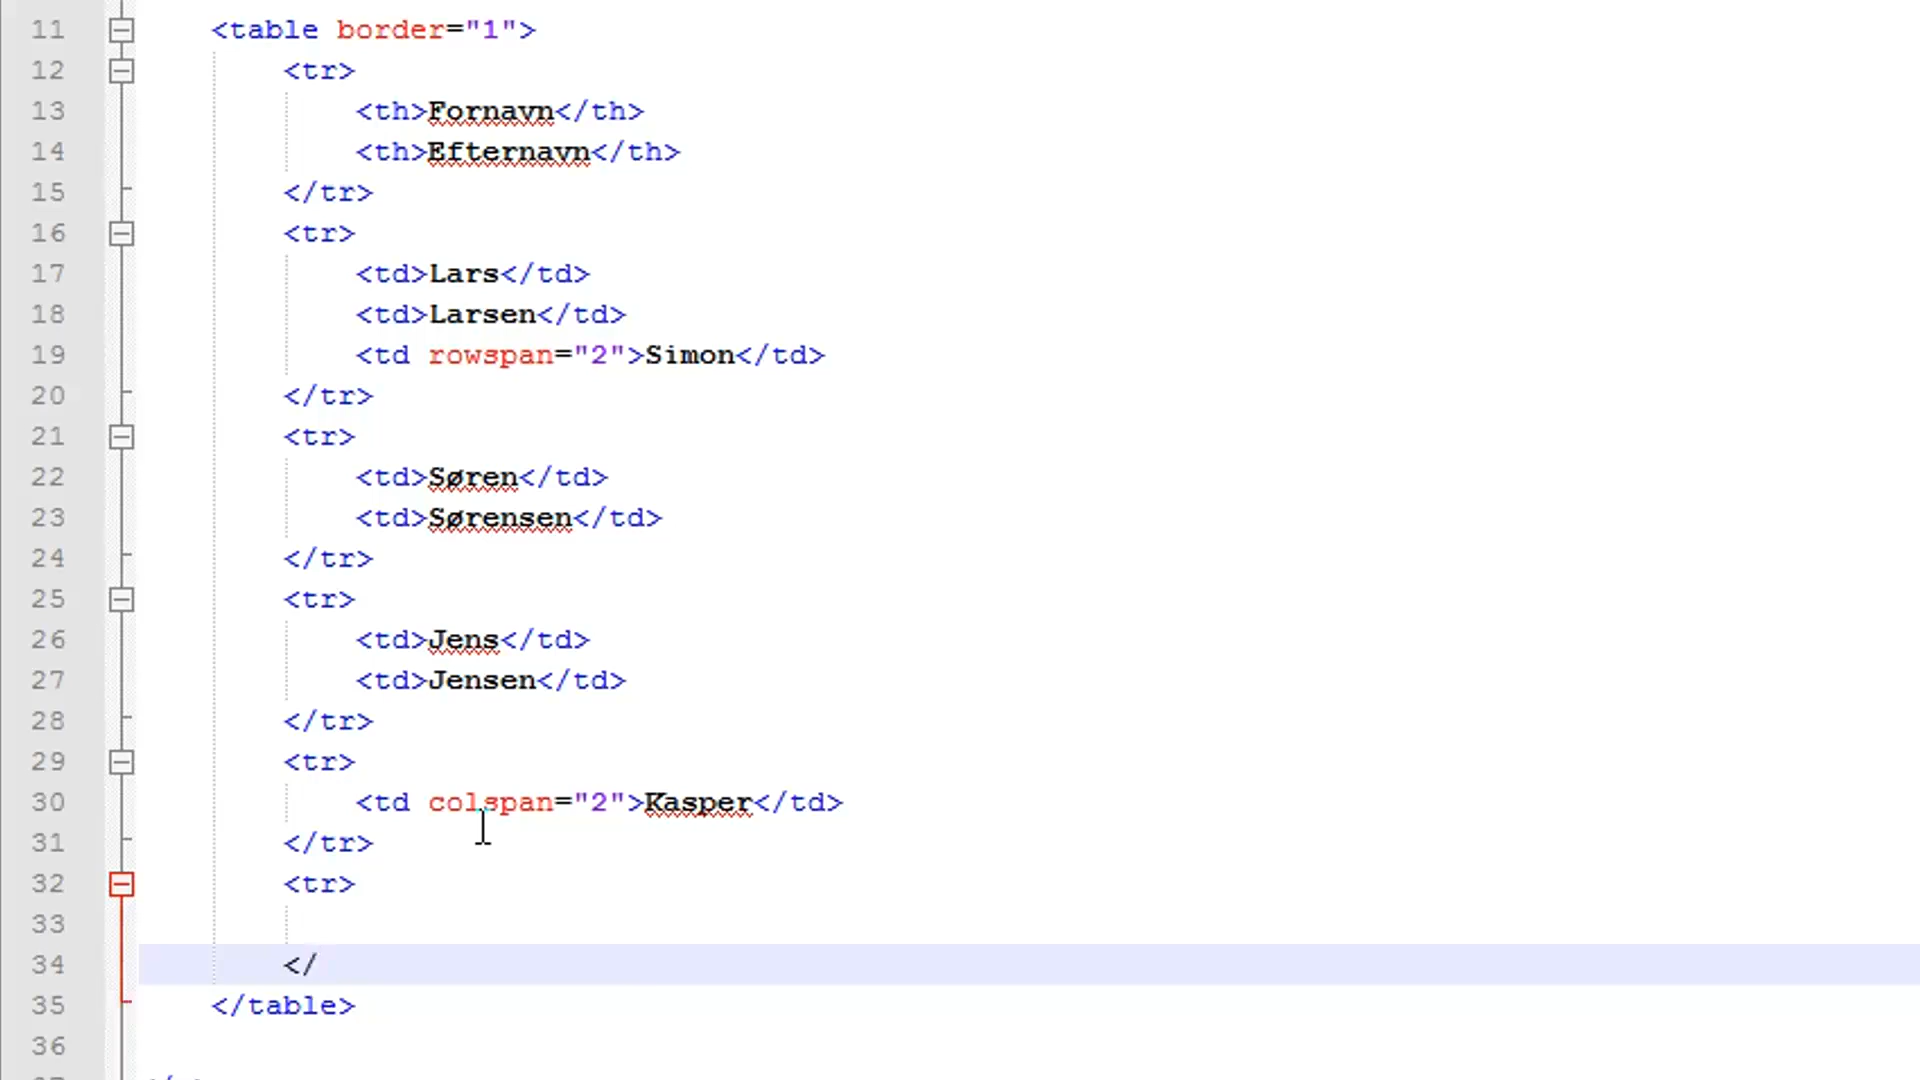 11 <table border="1">
12 <tr>
13 <th>Fornavn</th>
14 <th>Efternavn</th>
15 </tr>
16 <tr>
17 <td>Lars</td>
18 <td>Larsen</td>
19 <td rowspan="2">Simon</td>
20 </tr>
21 <tr>
22 <td>Søren</td>
23 <td>Sørensen</td>
24 </tr>
25 <tr>
26 <td>Jens</td>
27 <td>Jensen</td>
28 </tr>
29 <tr>
30 <td colspan="2">Kasper</td>
31 </tr>
32 <tr>
33
34 </
35 </table>
36